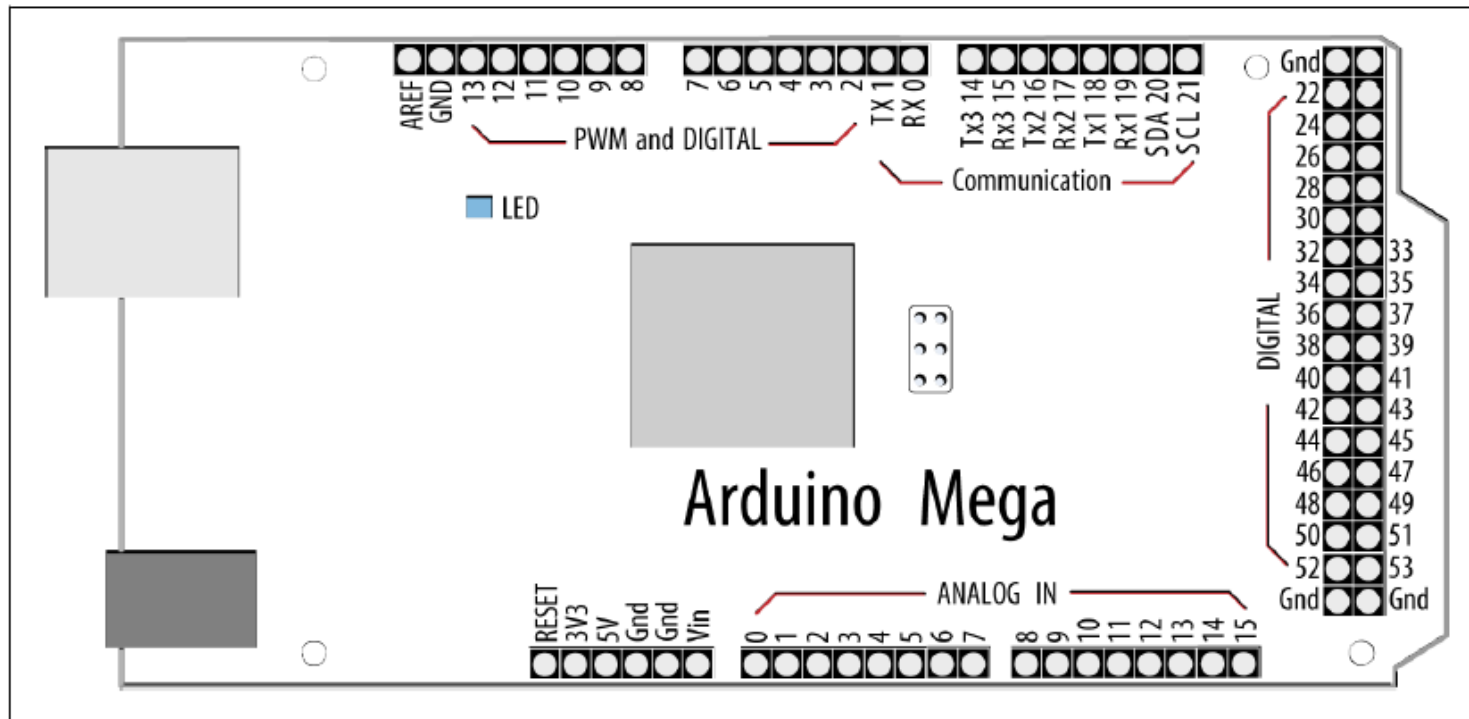 AREF GND 13 12 11 10 9 8 7 6 5 4 3 2 TX 1 RX 0 Tx3 14 Rx3 15 Tx2 16 Rx2 17 Tx1 18 Rx1 19 SDA 20 SCL 21
PWM and DIGITAL
Communication
LED
Gnd
22
24
26
28
30
32 33
34 35
36 37
38 39
40 41
42 43
44 45
46 47
48 49
50 51
52 53
Gnd Gnd
DIGITAL
Arduino Mega
ANALOG IN
RESET 3V3 5V Gnd Gnd Vin 0 1 2 3 4 5 6 7 8 9 10 11 12 13 14 15